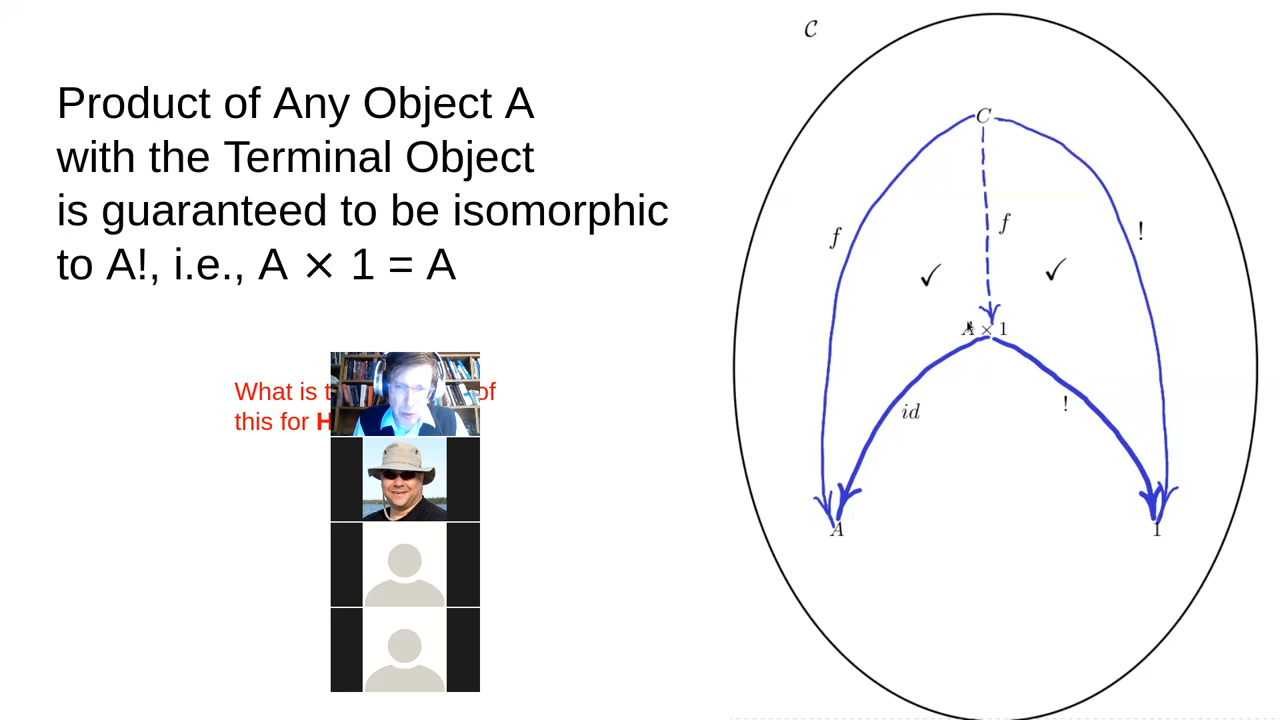 Product of Any Object A
with the Terminal Object
is guaranteed to be isomorphic
to A!, i.e., A × 1 = A
What is of
this for
𝒞
C
f
f
!
A × 1
id
!
A
1